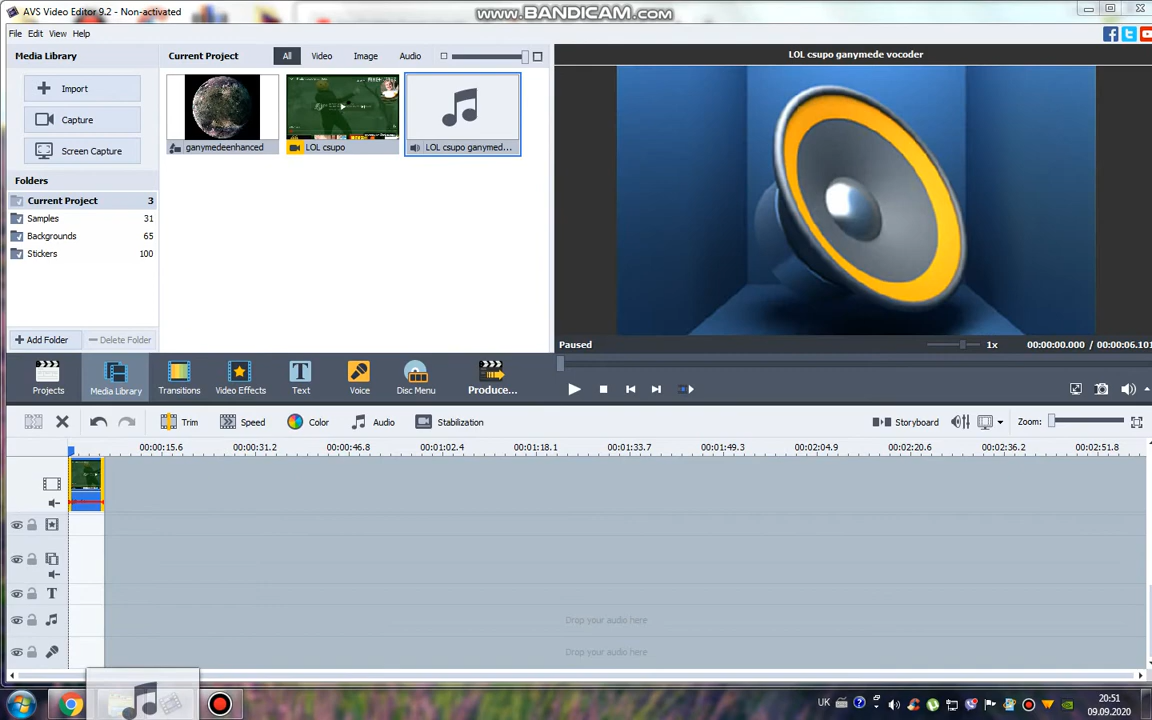 AVS Video Editor 9.2 - Non-activated
www.BANDICAM.com
File Edit View Help
Media Library
Current Project
All
Video
Image
Audio
LOL csupo ganymede vocoder
Import
Capture
Screen Capture
ganymedeenhanced
LOL csupo
LOL csupo ganymed...
Folders
Current Project 3
Samples 31
Backgrounds 65
Stickers 100
Add Folder
Delete Folder
Paused
1x
00:00:00.000 / 00:00:06.101
Projects
Media Library
Transitions
Video Effects
Text
Voice
Disc Menu
Produce...
Trim
Speed
Color
Audio
Stabilization
Storyboard
Zoom:
00:00:15.6 00:00:31.2 00:00:46.8 00:01:02.4 00:01:18.1 00:01:33.7 00:01:49.3 00:02:04.9 00:02:20.6 00:02:36.2 00:02:51.8
T
Drop your audio here
Drop your audio here
UK
20:51
09.09.2020